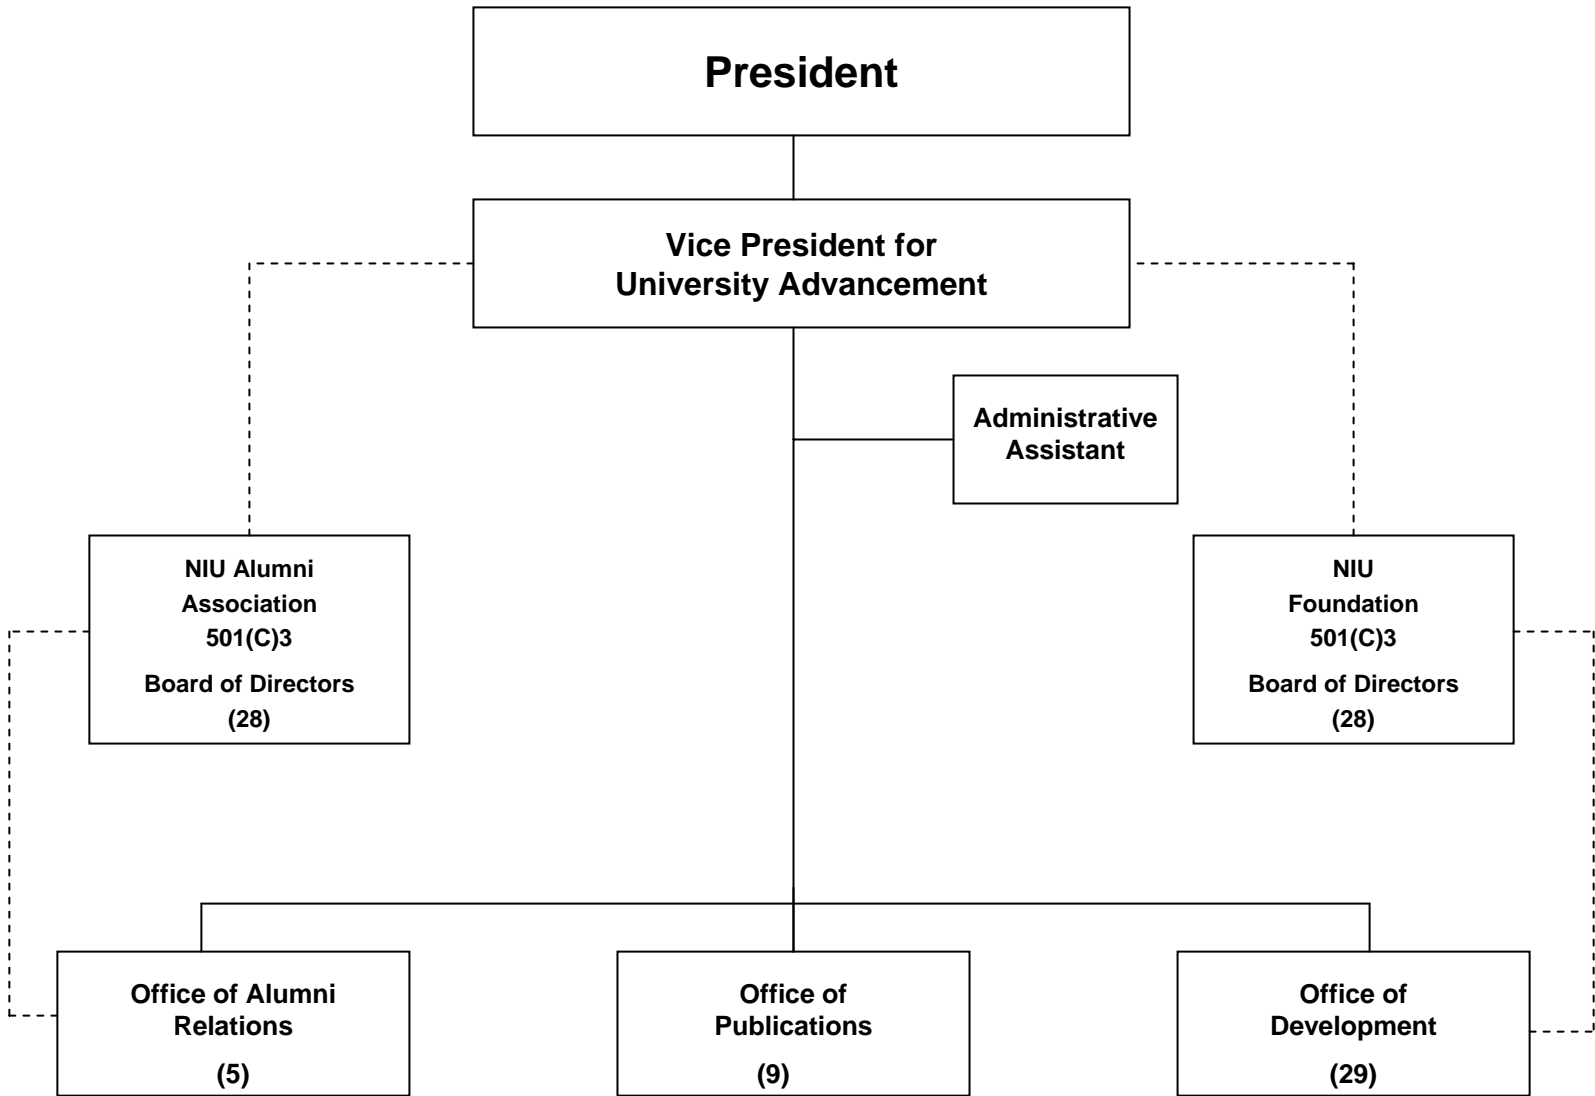 President
Vice President for
University Advancement
Administrative
Assistant
NIU Alumni
Association
501(C)3
Board of Directors
(28)
NIU
Foundation
501(C)3
Board of Directors
(28)
Office of Alumni
Relations
(5)
Office of
Publications
(9)
Office of
Development
(29)